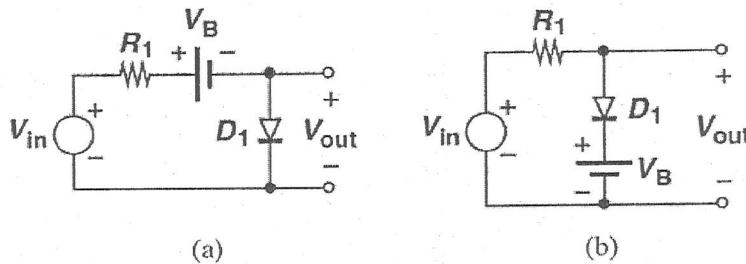 V_B
R_1 + −
V_in + − D_1 + V_out −
(a)
R_1
V_in + − D_1 + V_B − + V_out −
(b)